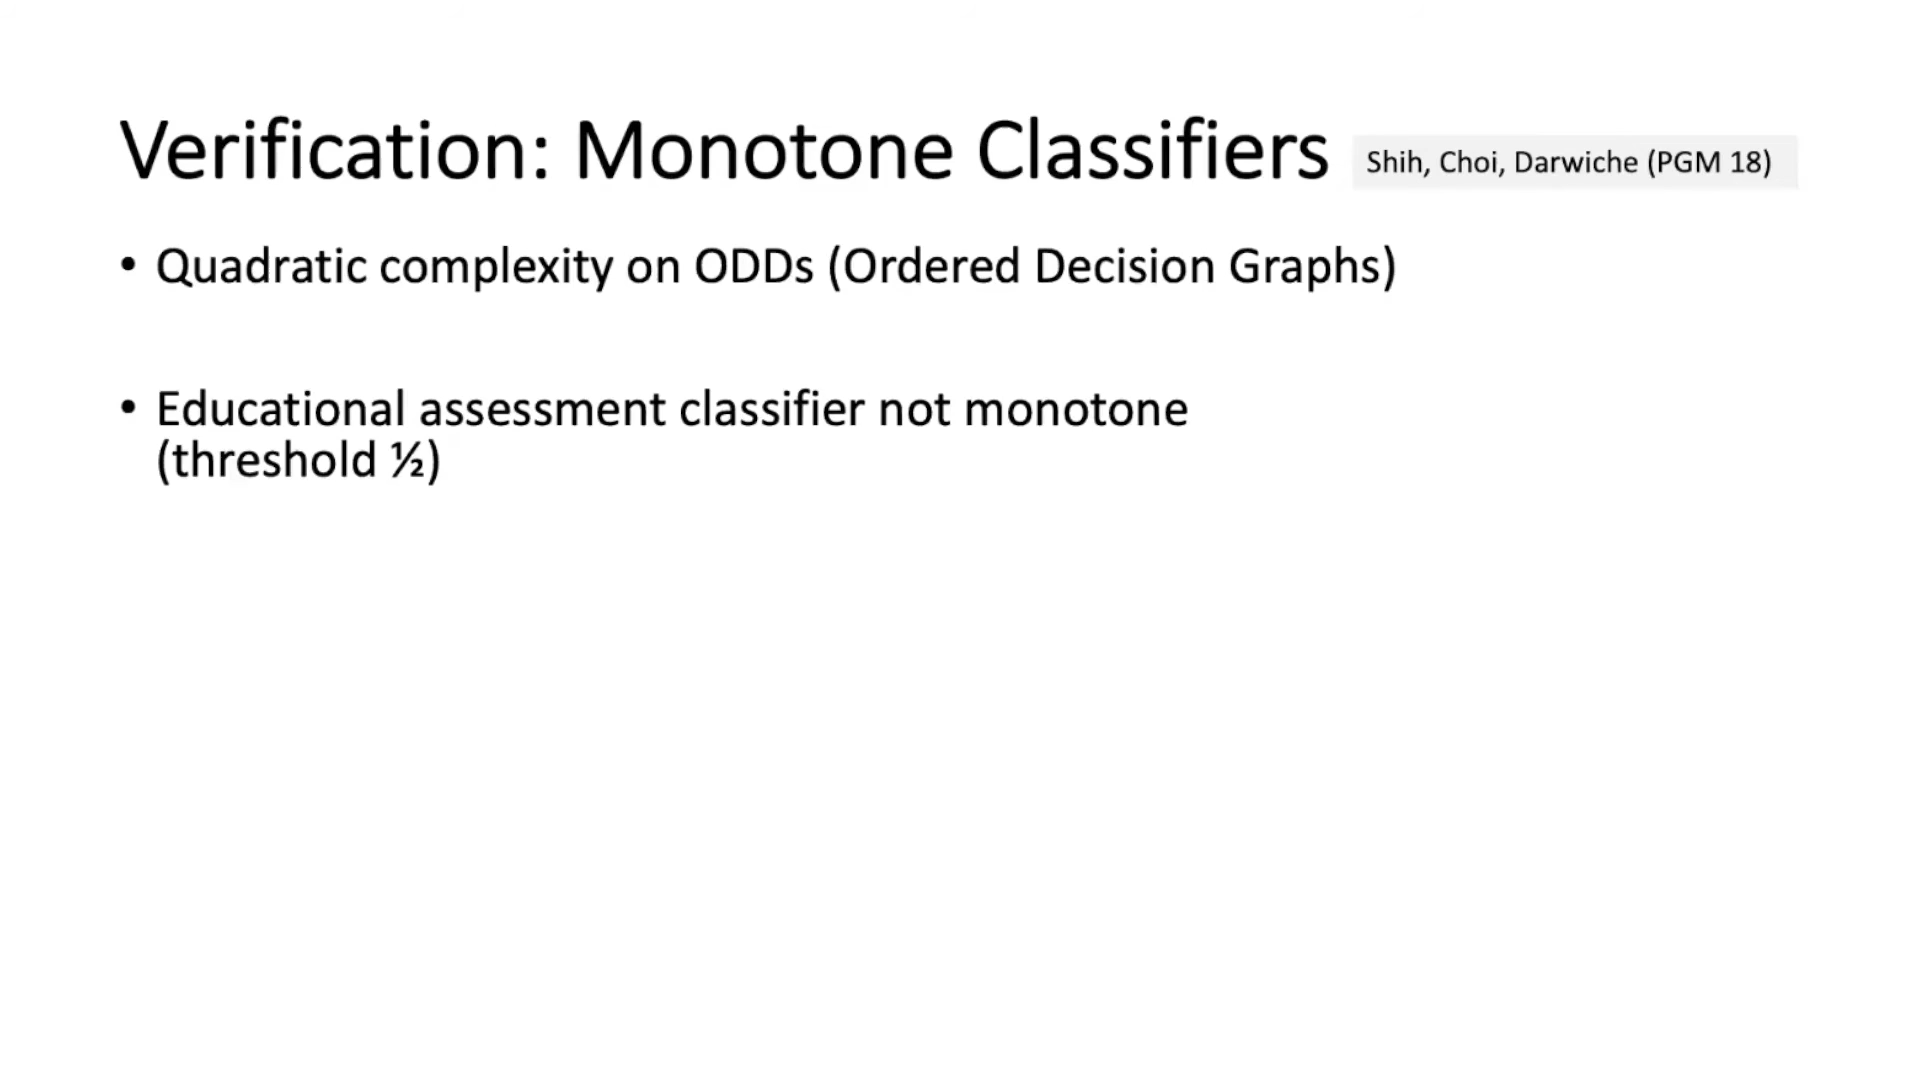 Verification: Monotone Classifiers Shih, Choi, Darwiche (PGM 18)
• Quadratic complexity on ODDs (Ordered Decision Graphs)
• Educational assessment classifier not monotone
(threshold ½)